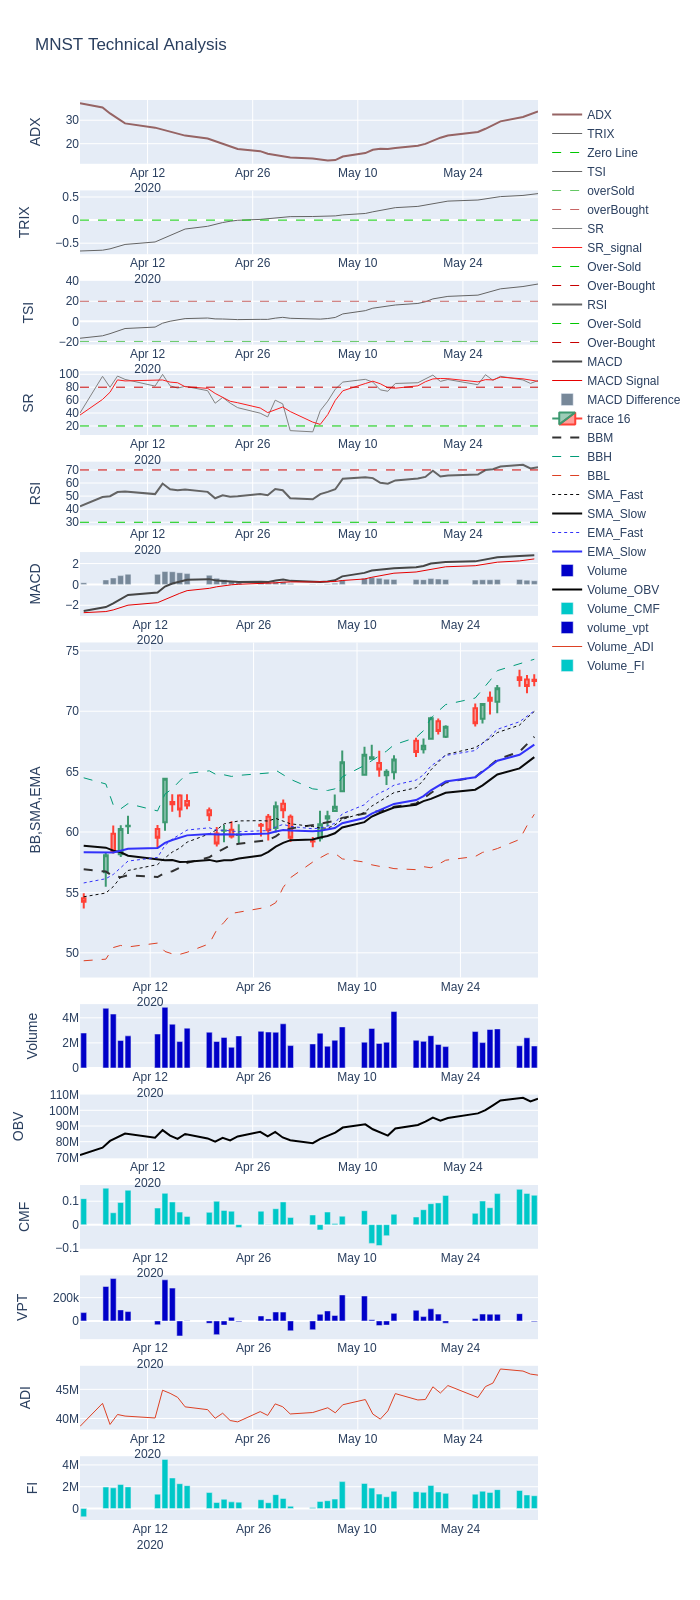 MNST Technical Analysis
ADX
30
20
Apr 12
2020
Apr 26
May 10
May 24
TRIX
0.5
0
−0.5
Apr 12
2020
Apr 26
May 10
May 24
TSI
40
20
0
−20
Apr 12
2020
Apr 26
May 10
May 24
SR
100
80
60
40
20
Apr 12
2020
Apr 26
May 10
May 24
RSI
70
60
50
40
30
Apr 12
2020
Apr 26
May 10
May 24
MACD
2
0
−2
Apr 12
2020
Apr 26
May 10
May 24
BB,SMA,EMA
75
70
65
60
55
50
Apr 12
2020
Apr 26
May 10
May 24
Volume
4M
2M
0
Apr 12
2020
Apr 26
May 10
May 24
OBV
110M
100M
90M
80M
70M
Apr 12
2020
Apr 26
May 10
May 24
CMF
0.1
0
−0.1
Apr 12
2020
Apr 26
May 10
May 24
VPT
200k
0
Apr 12
2020
Apr 26
May 10
May 24
ADI
45M
40M
Apr 12
2020
Apr 26
May 10
May 24
FI
4M
2M
0
Apr 12
2020
Apr 26
May 10
May 24
ADX
TRIX
Zero Line
TSI
overSold
overBought
SR
SR_signal
Over-Sold
Over-Bought
RSI
Over-Sold
Over-Bought
MACD
MACD Signal
MACD Difference
trace 16
BBM
BBH
BBL
SMA_Fast
SMA_Slow
EMA_Fast
EMA_Slow
Volume
Volume_OBV
Volume_CMF
volume_vpt
Volume_ADI
Volume_FI